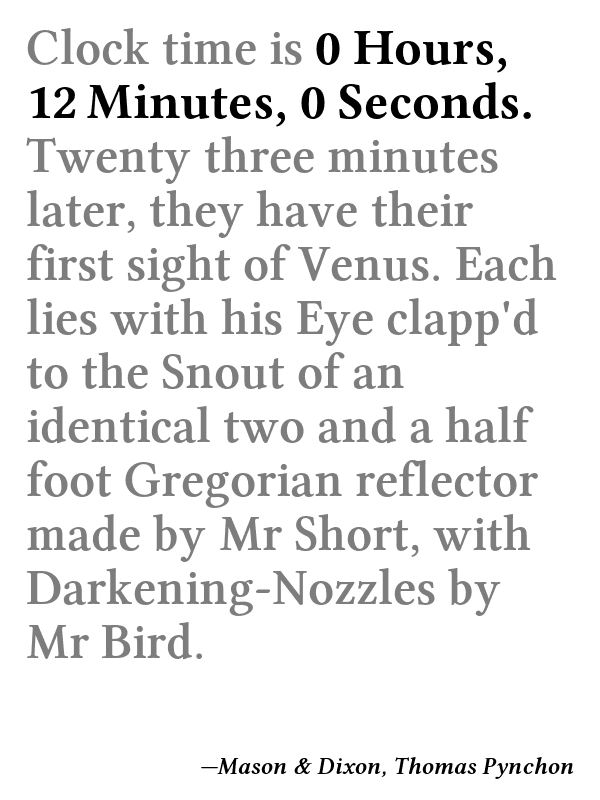 Clock time is 0 Hours,
12 Minutes, 0 Seconds.
Twenty three minutes
later, they have their
first sight of Venus. Each
lies with his Eye clapp'd
to the Snout of an
identical two and a half
foot Gregorian reflector
made by Mr Short, with
Darkening-Nozzles by
Mr Bird.
—Mason & Dixon, Thomas Pynchon